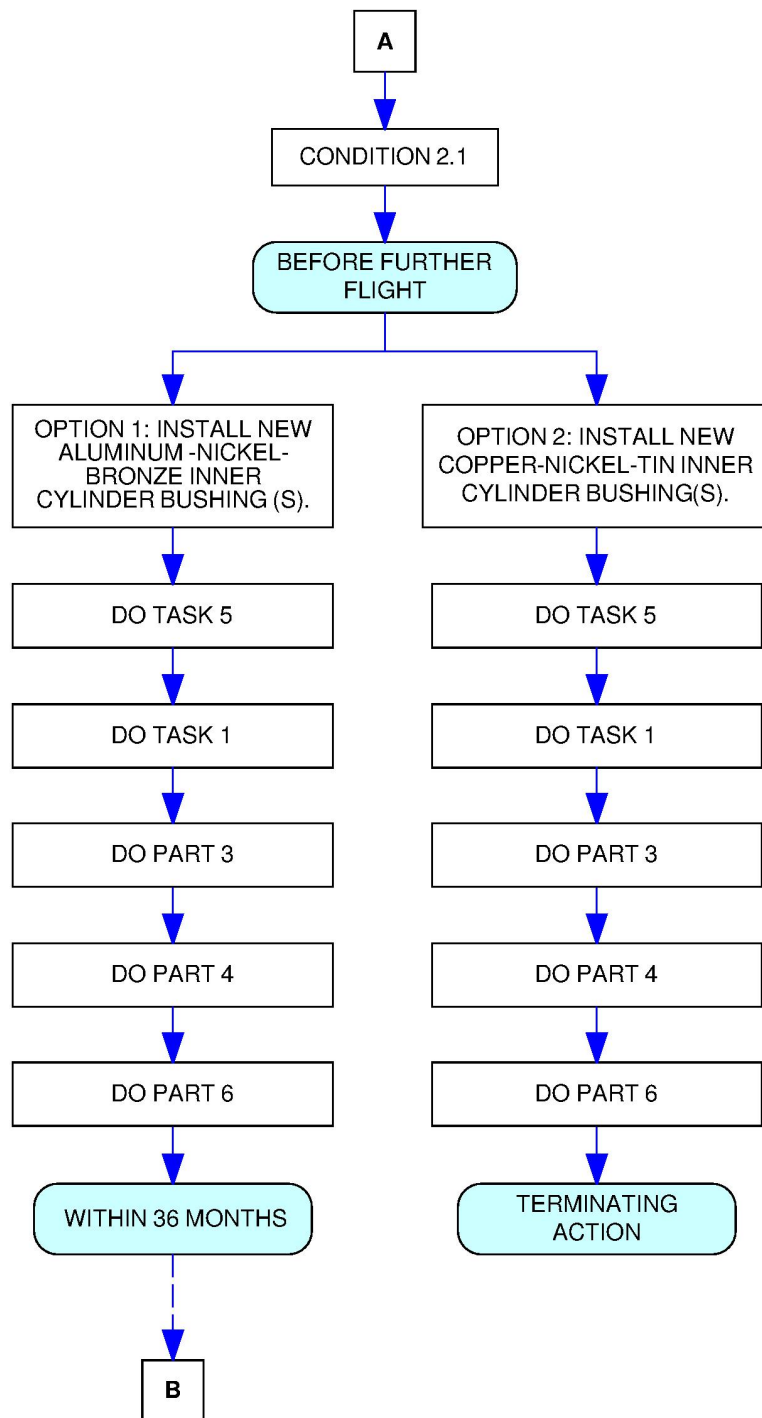 A
CONDITION 2.1
BEFORE FURTHER
FLIGHT
OPTION 1: INSTALL NEW
ALUMINUM -NICKEL-
BRONZE INNER
CYLINDER BUSHING (S).
DO TASK 5
DO TASK 1
DO PART 3
DO PART 4
DO PART 6
WITHIN 36 MONTHS
B
OPTION 2: INSTALL NEW
COPPER-NICKEL-TIN INNER
CYLINDER BUSHING(S).
DO TASK 5
DO TASK 1
DO PART 3
DO PART 4
DO PART 6
TERMINATING
ACTION